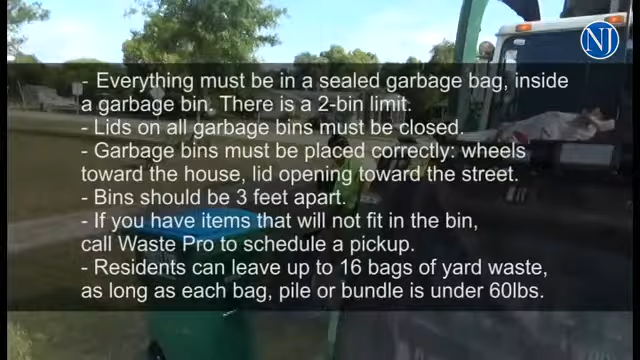 NJ
- Everything must be in a sealed garbage bag, inside
a garbage bin. There is a 2-bin limit.
- Lids on all garbage bins must be closed.
- Garbage bins must be placed correctly: wheels
toward the house, lid opening toward the street.
- Bins should be 3 feet apart.
- If you have items that will not fit in the bin,
call Waste Pro to schedule a pickup.
- Residents can leave up to 16 bags of yard waste,
as long as each bag, pile or bundle is under 60lbs.